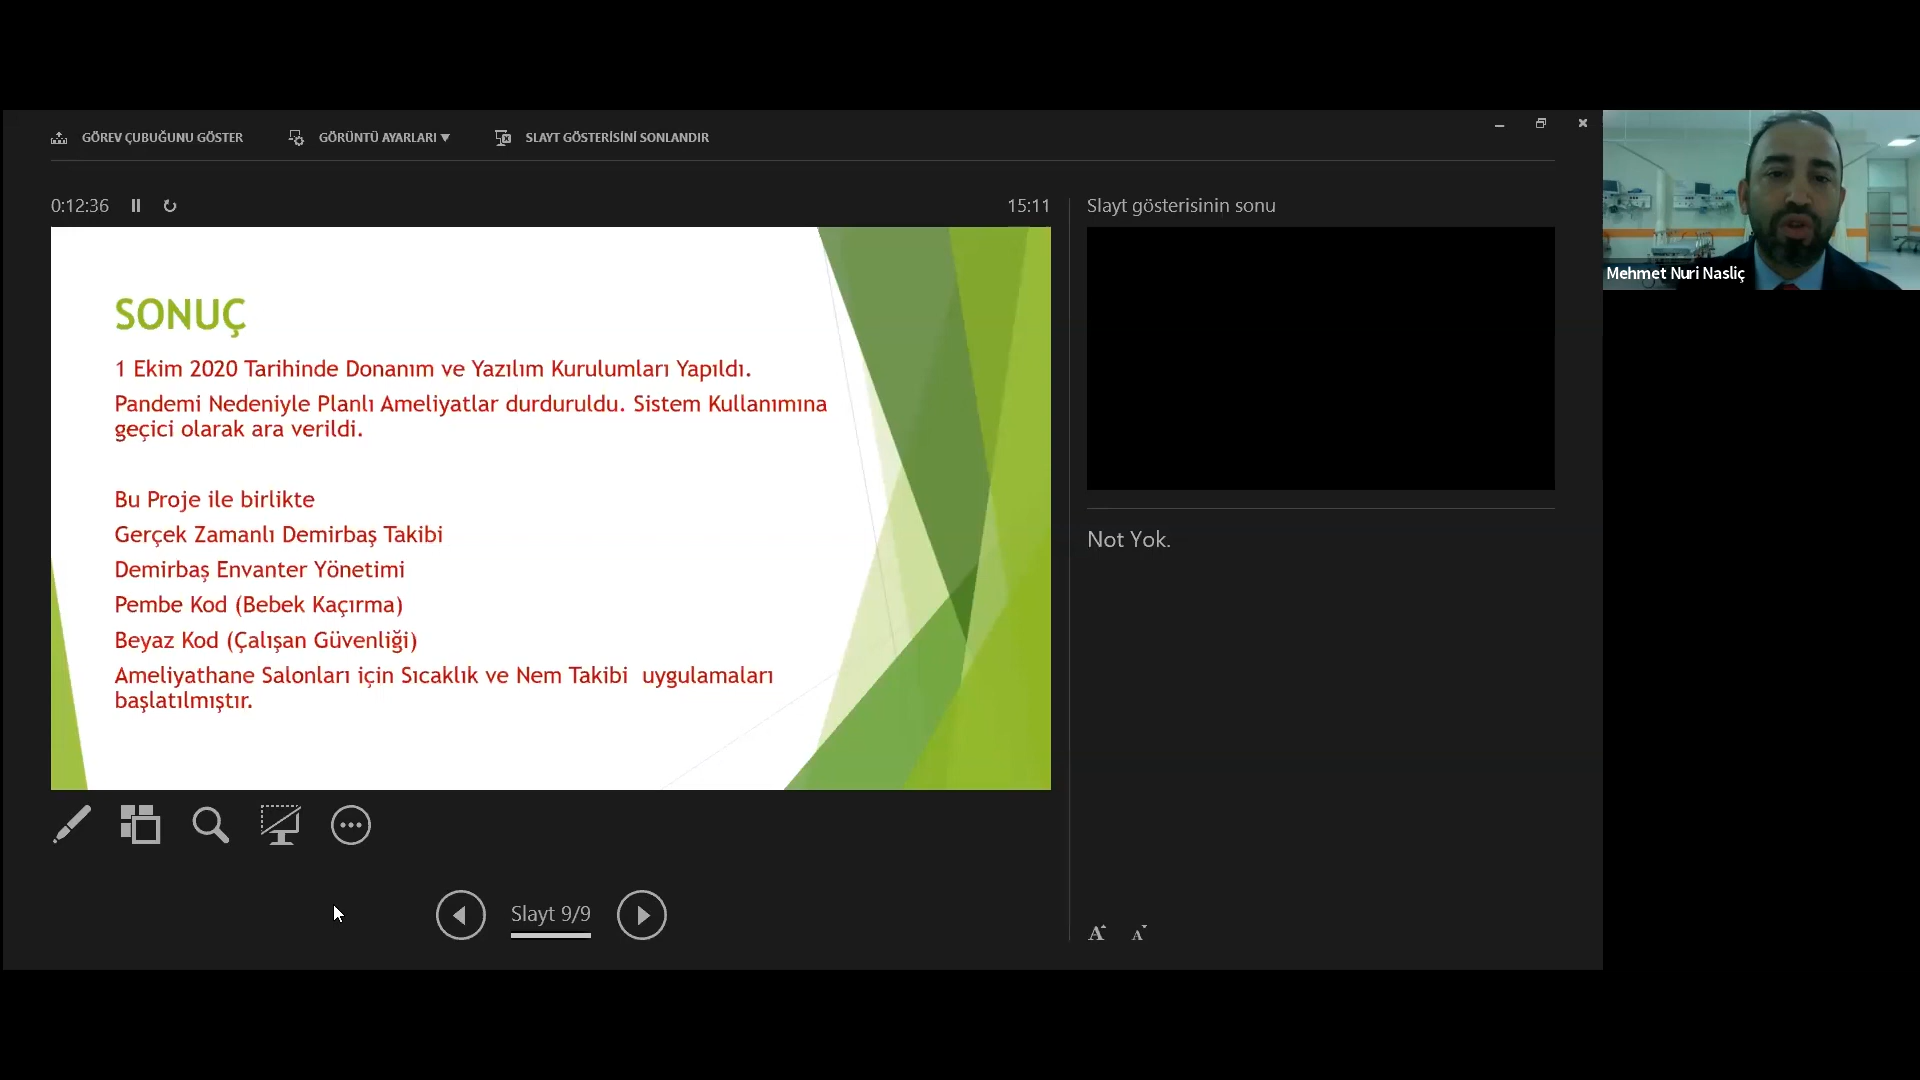 GÖREV ÇUBUĞUNU GÖSTER
GÖRÜNTÜ AYARLARI ▼
SLAYT GÖSTERİSİNİ SONLANDIR
0:12:36
15:11
Slayt gösterisinin sonu
SONUÇ
1 Ekim 2020 Tarihinde Donanım ve Yazılım Kurulumları Yapıldı.
Pandemi Nedeniyle Planlı Ameliyatlar durduruldu. Sistem Kullanımına
geçici olarak ara verildi.
Bu Proje ile birlikte
Gerçek Zamanlı Demirbaş Takibi
Demirbaş Envanter Yönetimi
Pembe Kod (Bebek Kaçırma)
Beyaz Kod (Çalışan Güvenliği)
Ameliyathane Salonları için Sıcaklık ve Nem Takibi  uygulamaları
başlatılmıştır.
Not Yok.
Slayt 9/9
A A
Mehmet Nuri Nasliç